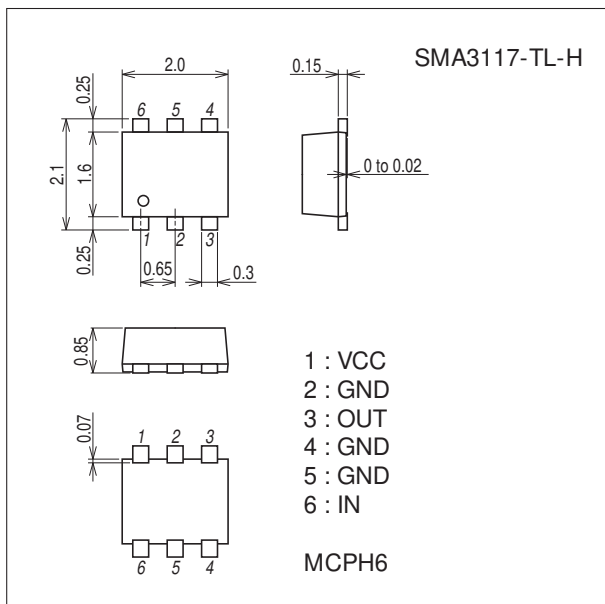 SMA3117-TL-H
2.0
0.15
0.25
6 5 4
2.1
1.6
0 to 0.02
0.25
1 2 3
0.65
0.3
0.85
0.07
1 2 3
6 5 4
1 : VCC
2 : GND
3 : OUT
4 : GND
5 : GND
6 : IN
MCPH6